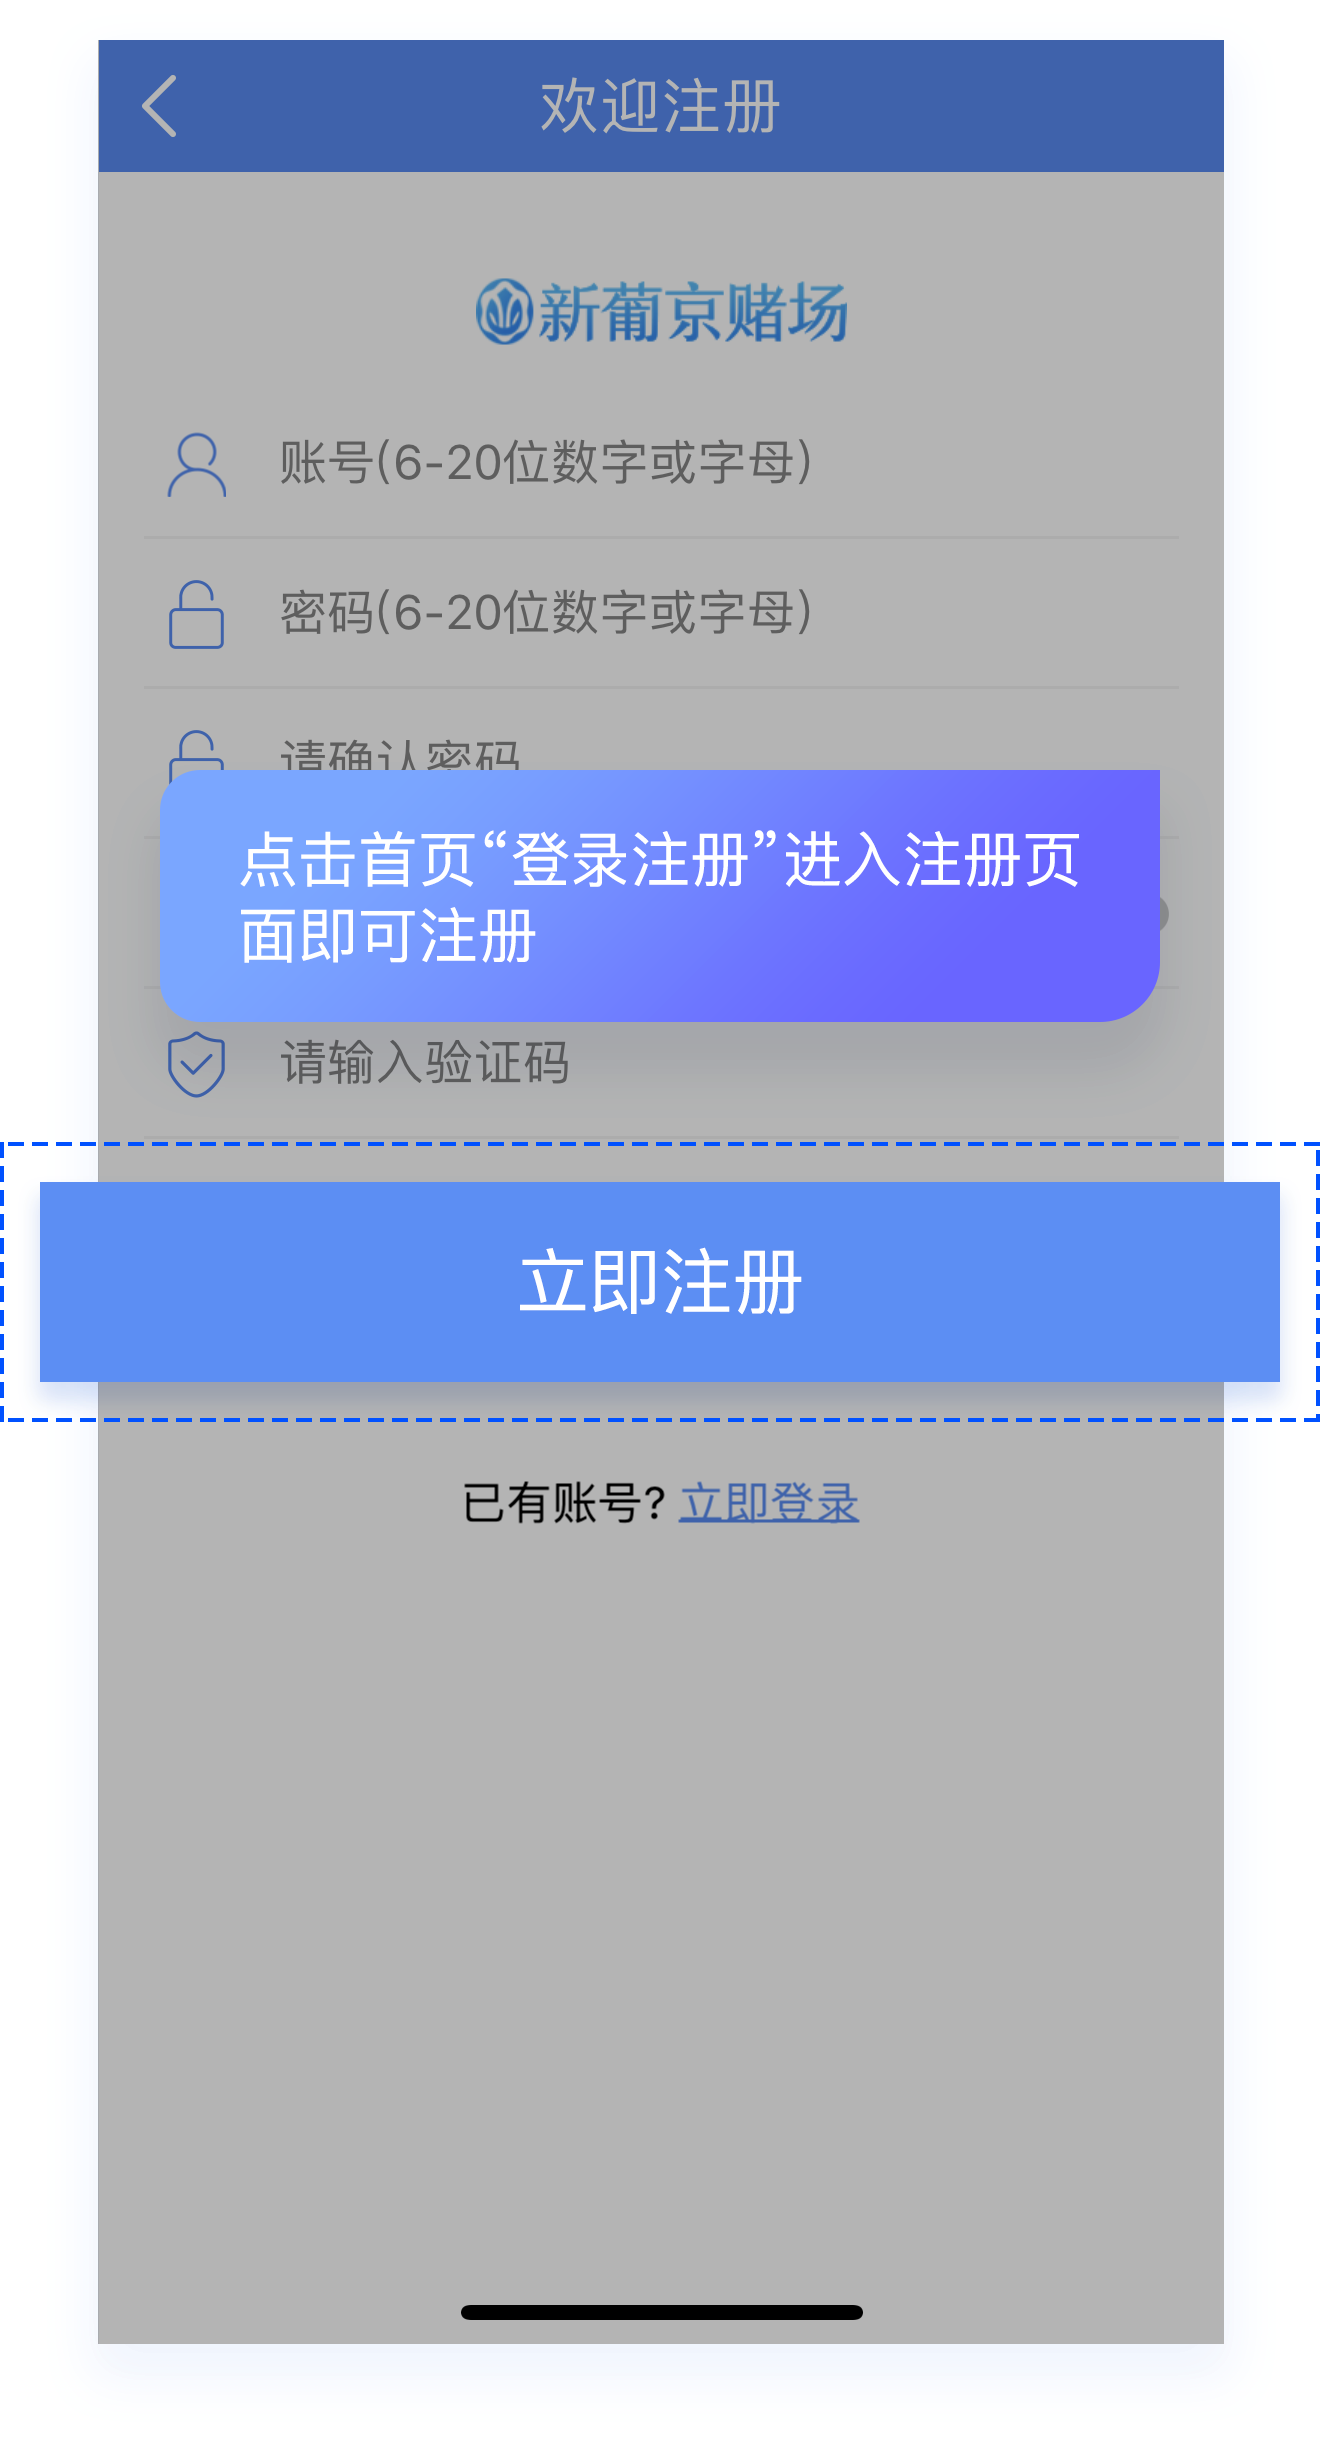 欢迎注册
新葡京赌场
账号(6-20位数字或字母)
密码(6-20位数字或字母)
请确认密码
点击首页“登录注册”进入注册页
面即可注册
请输入验证码
立即注册
已有账号? 立即登录